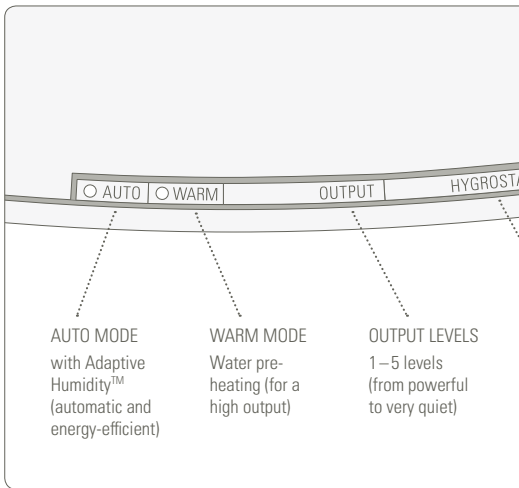 AUTO WARM OUTPUT HYGROSTA
AUTO MODE
with Adaptive
Humidity™
(automatic and
energy-efficient)
WARM MODE
Water pre-
heating (for a
high output)
OUTPUT LEVELS
1–5 levels
(from powerful
to very quiet)